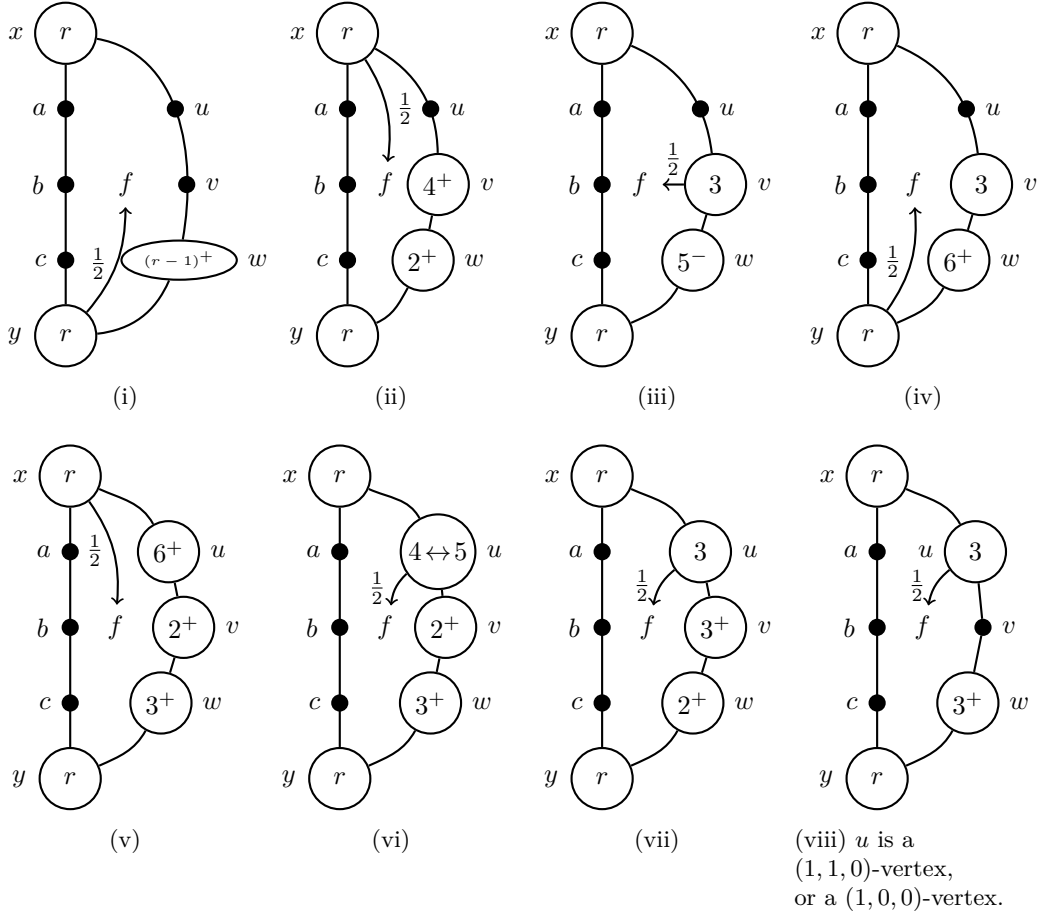 x r x r x r x r
a u a 1/2 u a u a u
b f v b f 4⁺ v b f 1/2 3 v b f 3 v
c 1/2 (r − 1)⁺ w c 2⁺ w c 5⁻ w c 1/2 6⁺ w
y r y r y r y r
(i) (ii) (iii) (iv)
x r x r x r x r
a 1/2 6⁺ u a 4↔5 u a 3 u a u 3
b f 2⁺ v b 1/2 f 2⁺ v b 1/2 f 3⁺ v b 1/2 f v
c 3⁺ w c 3⁺ w c 2⁺ w c 3⁺ w
y r y r y r y r
(v) (vi) (vii) (viii) u is a
(1, 1, 0)-vertex,
or a (1, 0, 0)-vertex.